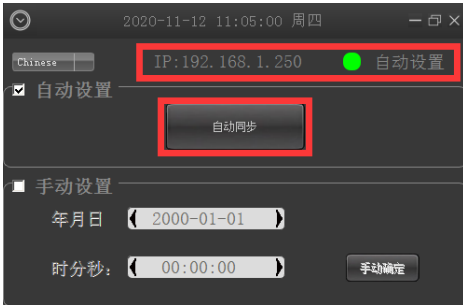 2020-11-12 11:05:00 周四
Chinese IP:192.168.1.250 自动设置
自动设置
自动同步
手动设置
年月日 2000-01-01
时分秒: 00:00:00 手动确定